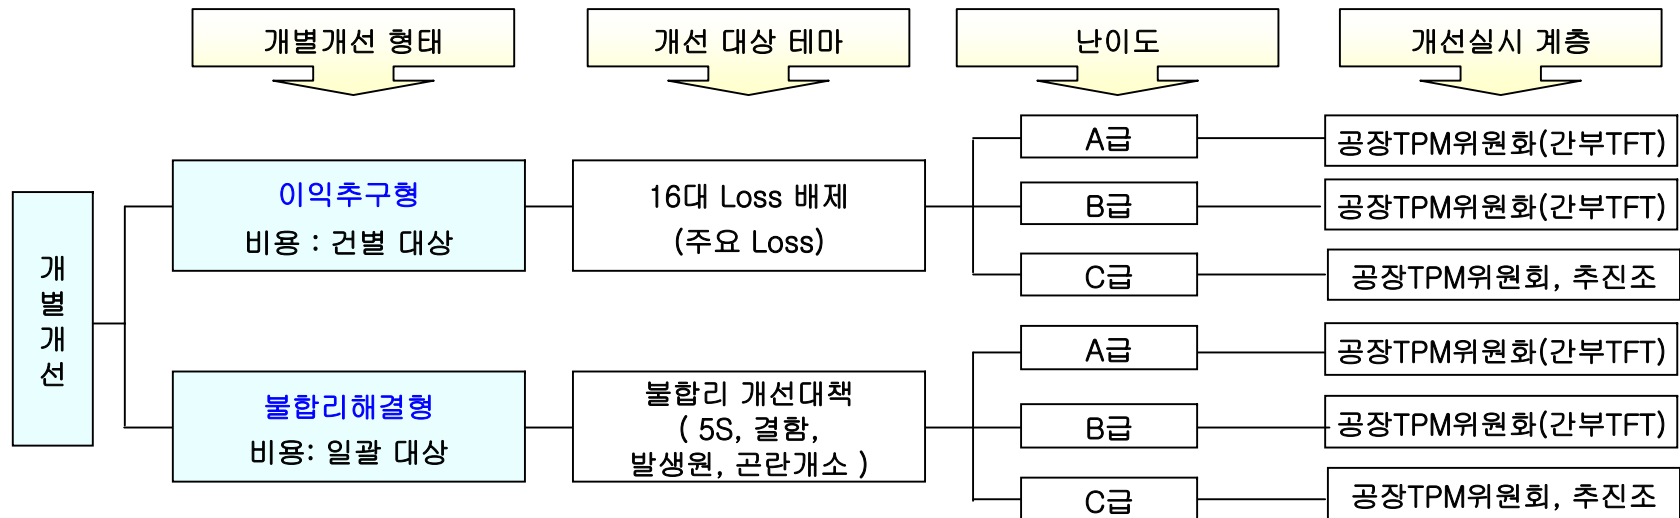 개별개선 형태
개선 대상 테마
난이도
개선실시 계층
개
별
개
선
이익추구형
비용 : 건별 대상
16대 Loss 배제
(주요 Loss)
A급
공장TPM위원화(간부TFT)
B급
공장TPM위원화(간부TFT)
C급
공장TPM위원회, 추진조
불합리해결형
비용: 일괄 대상
불합리 개선대책
( 5S, 결함,
발생원, 곤란개소 )
A급
공장TPM위원화(간부TFT)
B급
공장TPM위원화(간부TFT)
C급
공장TPM위원회, 추진조